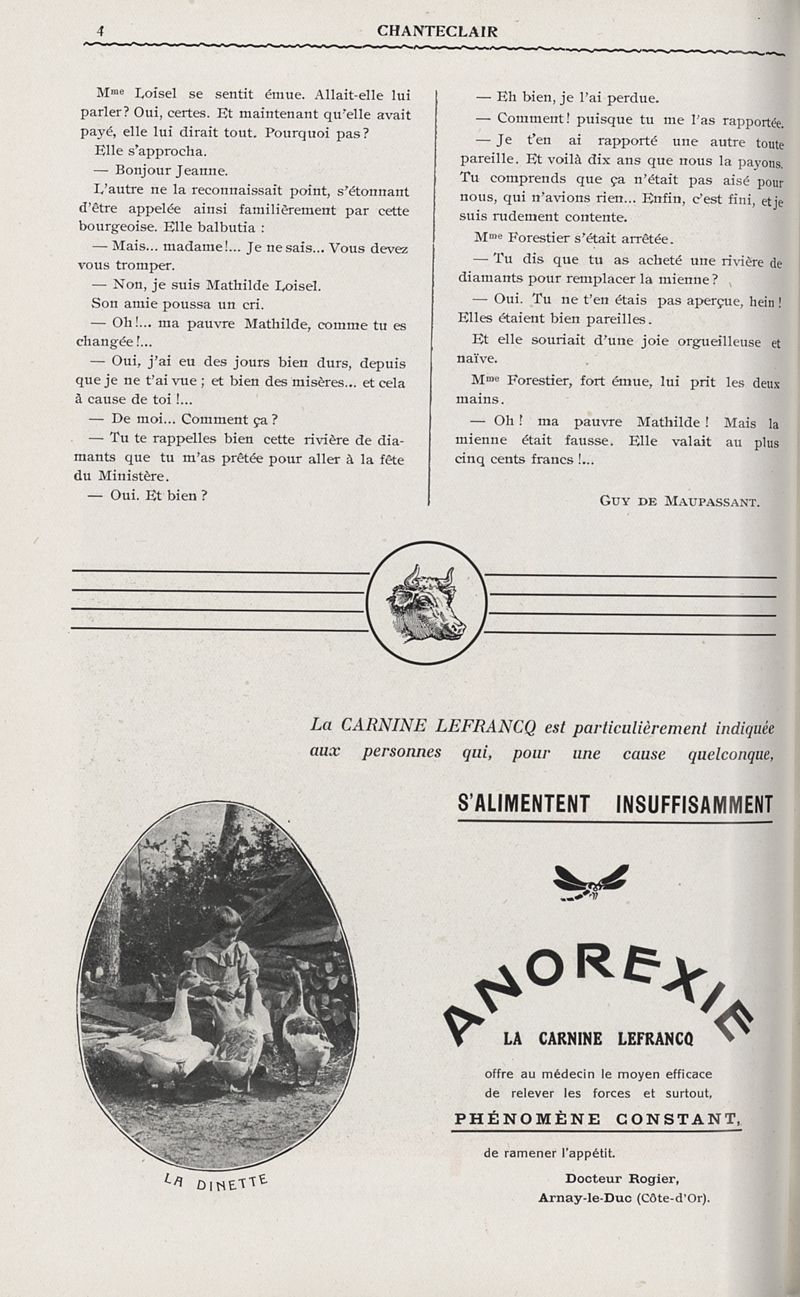 4
CHANTECLAIR
Mme Loisel se sentit émue. Allait-elle lui
parler? Oui, certes. Et maintenant qu'elle avait
payé, elle lui dirait tout. Pourquoi pas?
Elle s'approcha.
— Bonjour Jeanne.
L'autre ne la reconnaissait point, s'étonnant
d'être appelée ainsi familièrement par cette
bourgeoise. Elle balbutia :
— Mais... madame!... Je ne sais... Vous devez
vous tromper.
— Non, je suis Mathilde Loisel.
Son amie poussa un cri.
— Oh!... ma pauvre Mathilde, comme tu es
changée!...
— Oui, j'ai eu des jours bien durs, depuis
que je ne t'ai vue ; et bien des misères... et cela
à cause de toi !...
— De moi... Comment ça ?
— Tu te rappelles bien cette rivière de dia-
mants que tu m'as prêtée pour aller à la fête
du Ministère.
— Oui. Et bien ?
— Eh bien, je l'ai perdue.
— Comment! puisque tu me l'as rapportée.
— Je t'en ai rapporté une autre toute
pareille. Et voilà dix ans que nous la payons.
Tu comprends que ça n'était pas aisé pour
nous, qui n'avions rien... Enfin, c'est fini, et je
suis rudement contente.
Mme Forestier s'était arrêtée.
— Tu dis que tu as acheté une rivière de
diamants pour remplacer la mienne ?
— Oui. Tu ne t'en étais pas aperçue, hein !
Elles étaient bien pareilles.
Et elle souriait d'une joie orgueilleuse et
naïve.
Mme Forestier, fort émue, lui prit les deux
mains.
— Oh ! ma pauvre Mathilde ! Mais la
mienne était fausse. Elle valait au plus
cinq cents francs !...
GUY DE MAUPASSANT.
La CARNINE LEFRANCQ est particulièrement indiquée
aux personnes qui, pour une cause quelconque,
S'ALIMENTENT INSUFFISAMMENT
ANOREXIE
LA CARNINE LEFRANCQ
offre au médecin le moyen efficace
de relever les forces et surtout,
PHÉNOMÈNE CONSTANT,
de ramener l'appétit.
Docteur Rogier,
Arnay-le-Duc (Côte-d'Or).
LA DINETTE